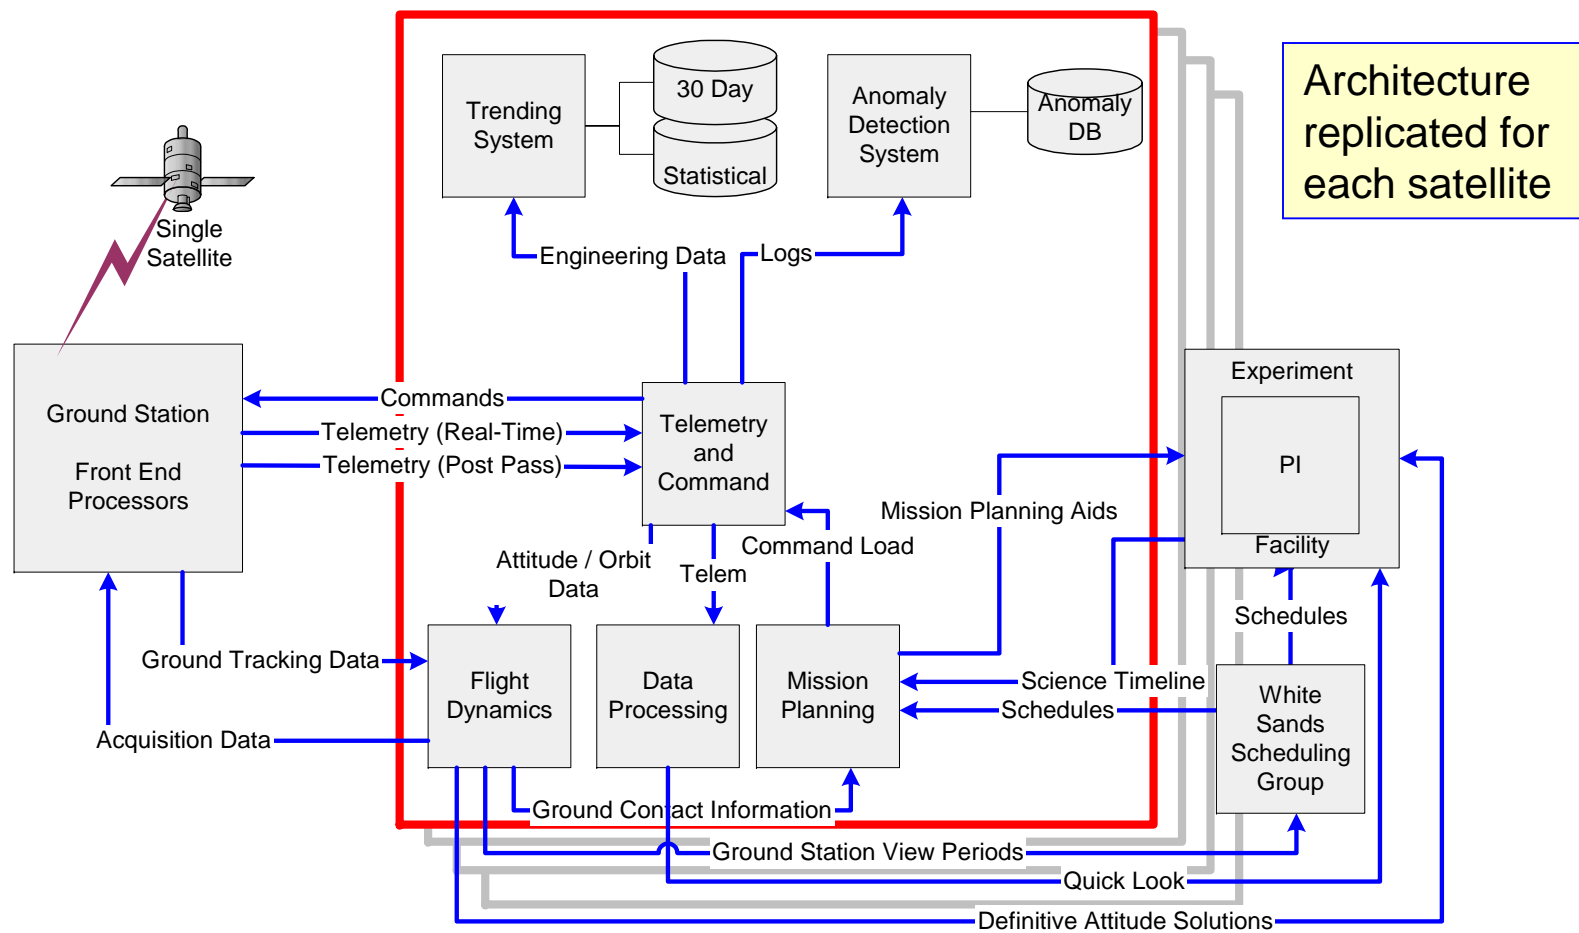 Architecture
replicated for
each satellite
Trending
System
30 Day
Statistical
Anomaly
Detection
System
Anomaly
DB
Single
Satellite
Engineering Data
Logs
Ground Station
Front End
Processors
Commands
Telemetry (Real-Time)
Telemetry (Post Pass)
Telemetry
and
Command
Experiment
PI
Facility
Mission Planning Aids
Command Load
Attitude / Orbit
Data
Telem
Schedules
Ground Tracking Data
Flight
Dynamics
Data
Processing
Mission
Planning
Science Timeline
Schedules
White
Sands
Scheduling
Group
Acquisition Data
Ground Contact Information
Ground Station View Periods
Quick Look
Definitive Attitude Solutions